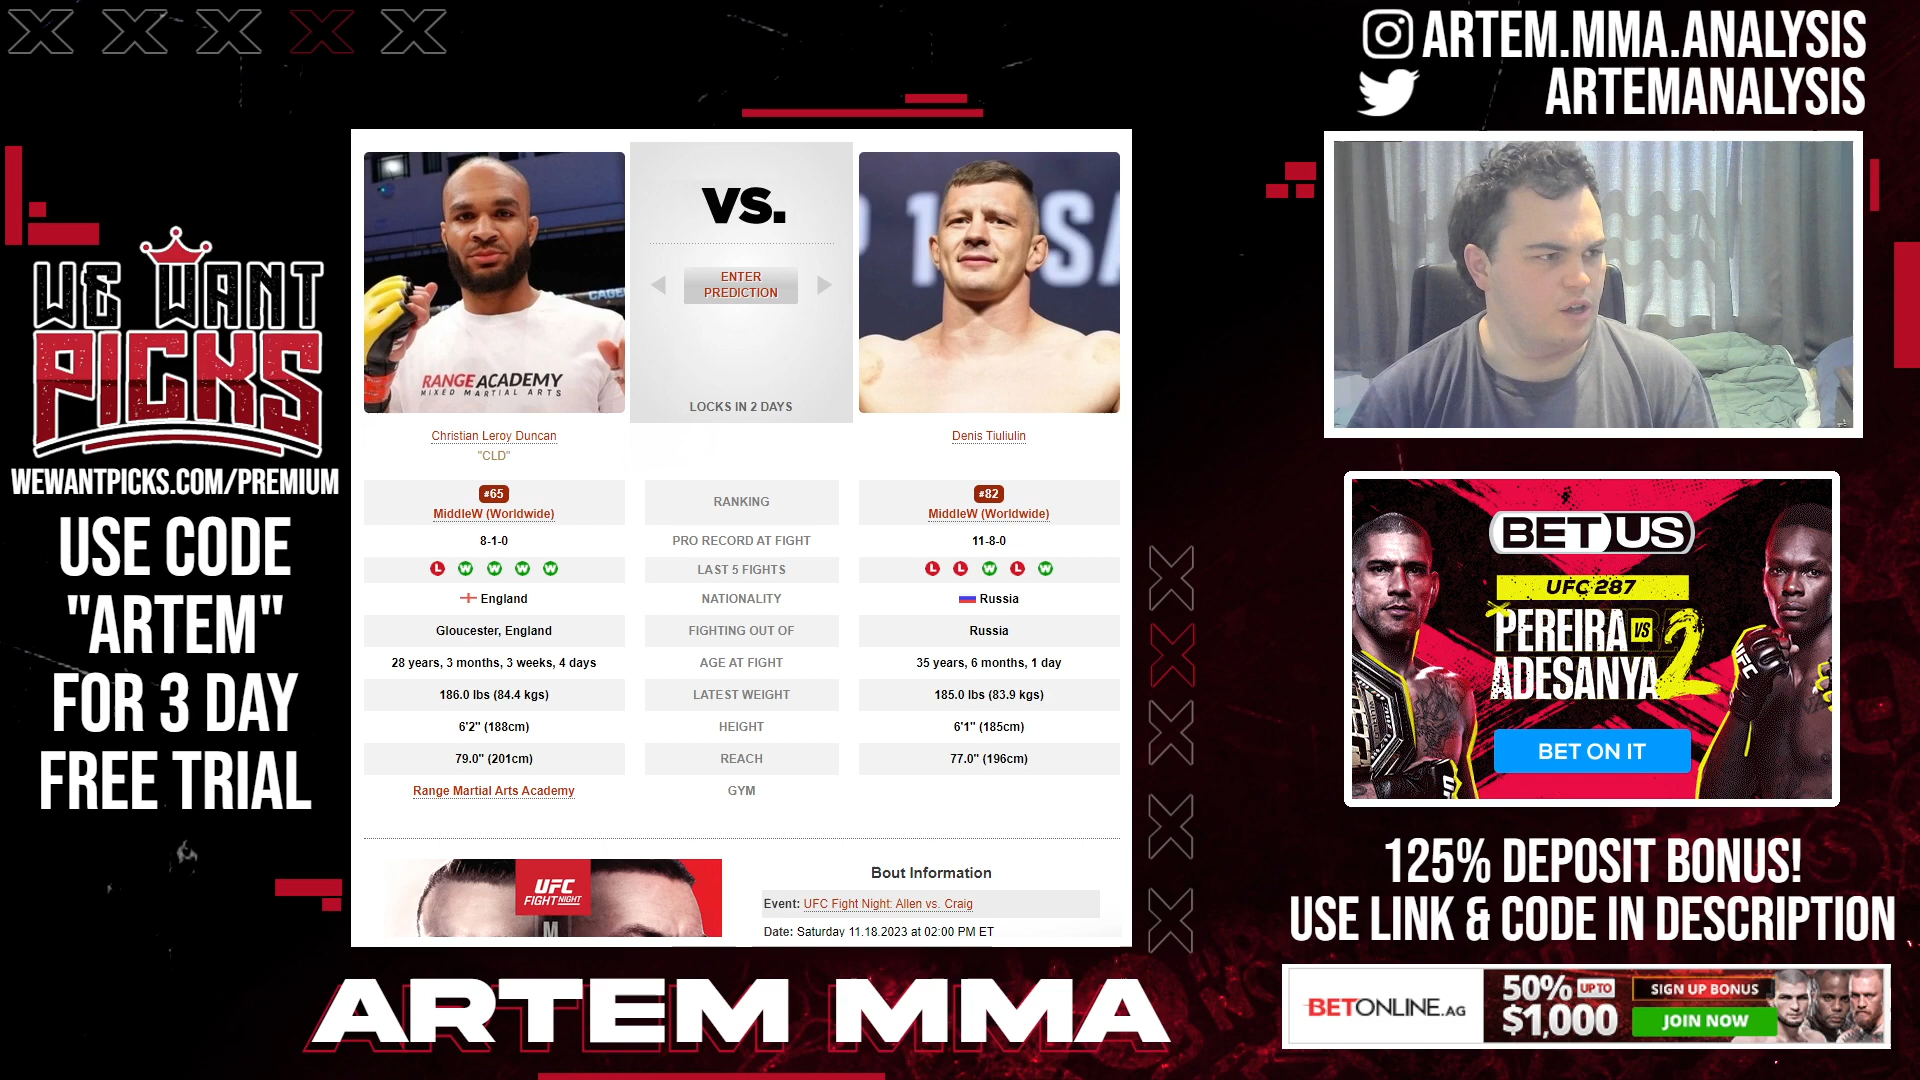 ARTEM.MMA.ANALYSIS
ARTEMANALYSIS
WE WANT
PICKS
WEWANTPICKS.COM/PREMIUM
USE CODE
"ARTEM"
FOR 3 DAY
FREE TRIAL
RANGE ACADEMY
MIXED MARTIAL ARTS
VS.
ENTER
PREDICTION
LOCKS IN 2 DAYS
Christian Leroy Duncan
"CLD"
Denis Tiuliulin
#65
MiddleW (Worldwide)
RANKING
#82
MiddleW (Worldwide)
8-1-0
PRO RECORD AT FIGHT
11-8-0
L W W W W
LAST 5 FIGHTS
L L W L W
England
NATIONALITY
Russia
Gloucester, England
FIGHTING OUT OF
Russia
28 years, 3 months, 3 weeks, 4 days
AGE AT FIGHT
35 years, 6 months, 1 day
186.0 lbs (84.4 kgs)
LATEST WEIGHT
185.0 lbs (83.9 kgs)
6'2" (188cm)
HEIGHT
6'1" (185cm)
79.0" (201cm)
REACH
77.0" (196cm)
Range Martial Arts Academy
GYM
UFC
FIGHT NIGHT
Bout Information
Event: UFC Fight Night: Allen vs. Craig
Date: Saturday 11.18.2023 at 02:00 PM ET
ARTEM MMA
BETUS
UFC 287
PEREIRA VS
ADESANYA 2
BET ON IT
125% DEPOSIT BONUS!
USE LINK & CODE IN DESCRIPTION
BETONLINE.AG
50% UP TO
$1,000
SIGN UP BONUS
JOIN NOW